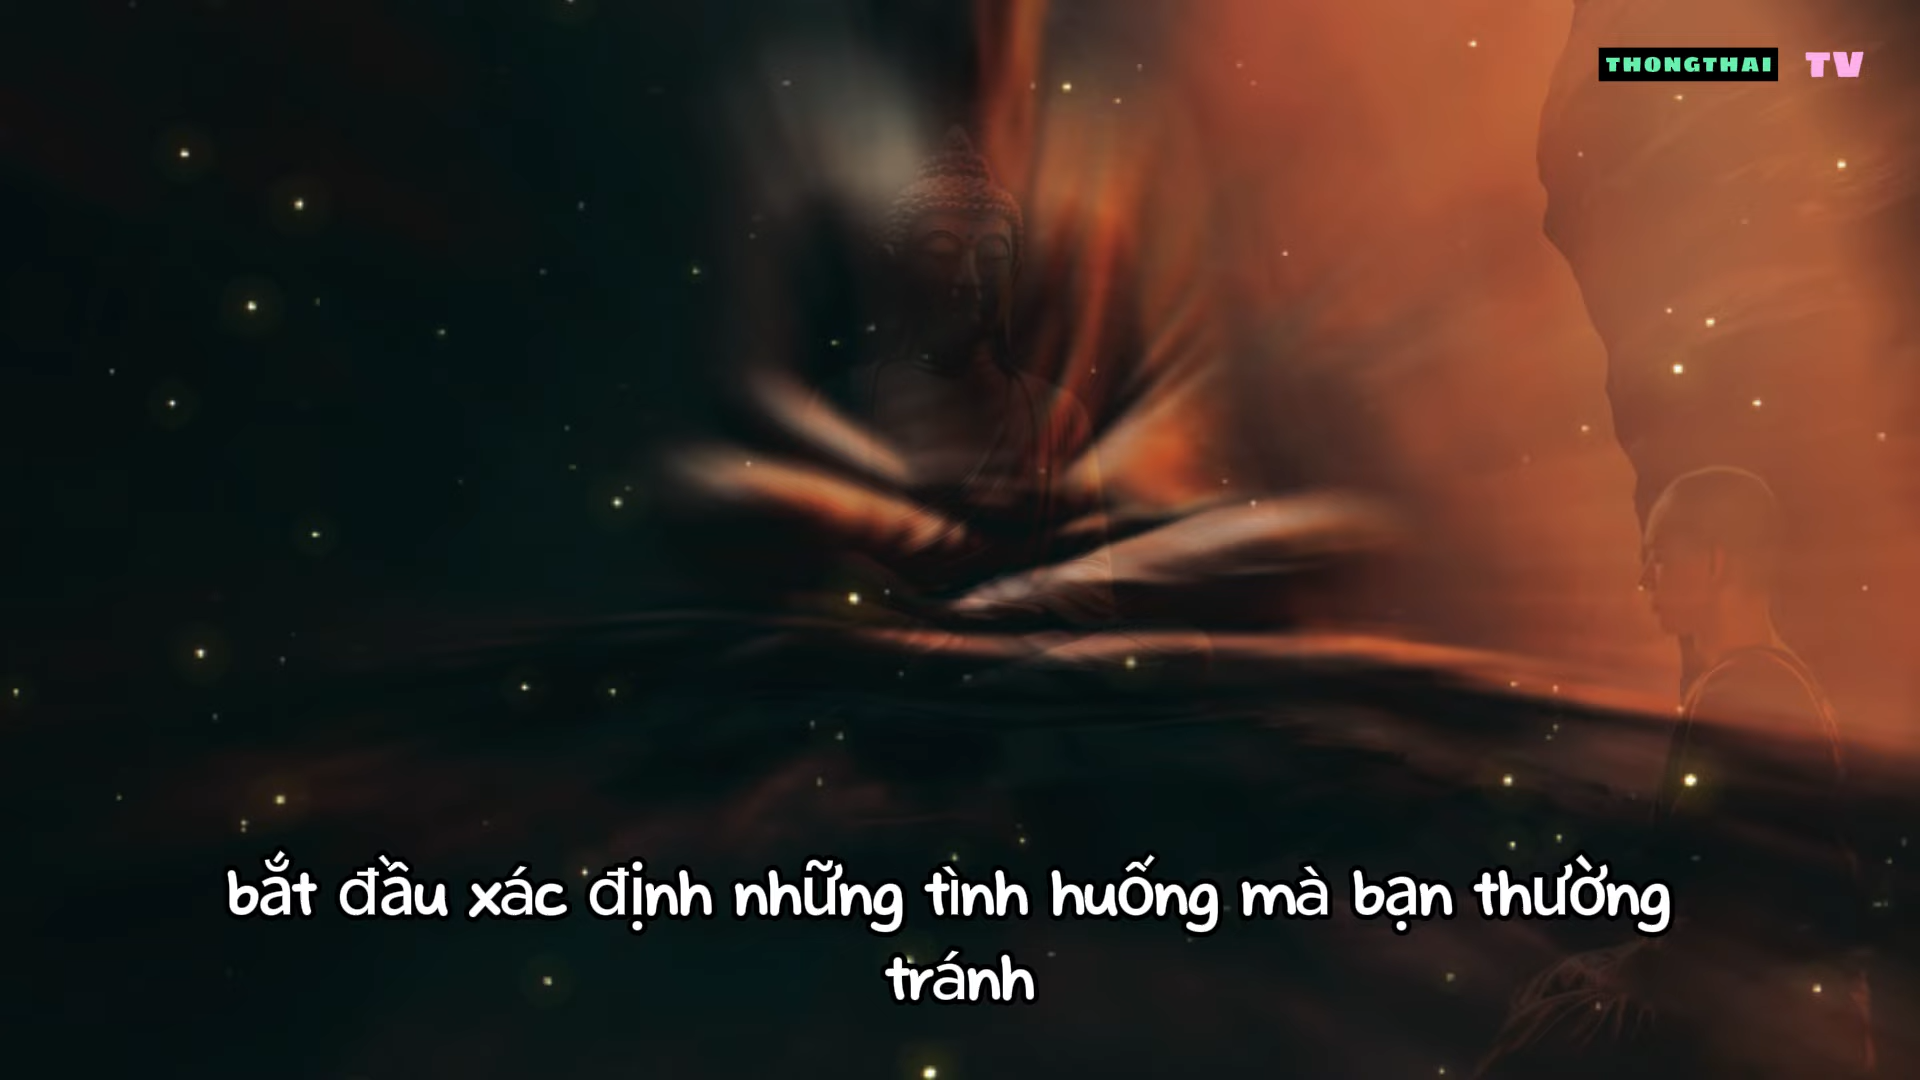 THONGTHAI TV
bắt đầu xác định những tình huống mà bạn thường
tránh